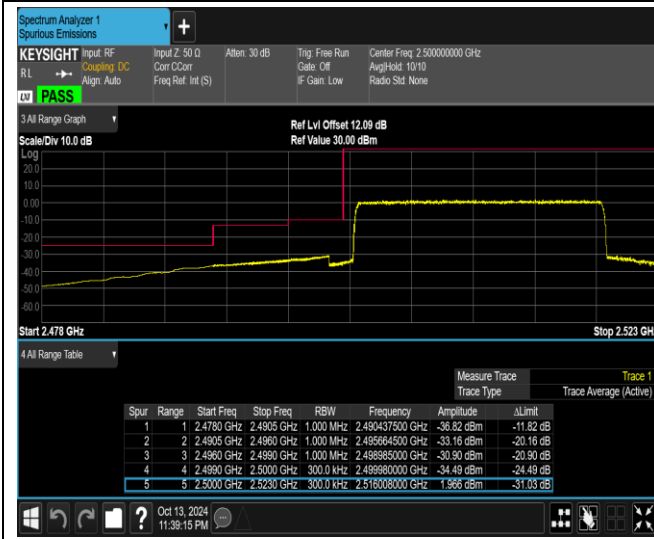 Spectrum Analyzer 1
Spurious Emissions
+
KEYSIGHT Input: RF Input Z: 50 Ω Atten: 30 dB Trig: Free Run Center Freq: 2.500000000 GHz
RL Coupling: DC Corr CCorr Gate: Off Avg|Hold: 10/10
Align: Auto Freq Ref: Int (S) IF Gain: Low Radio Std: None
LXI PASS
3 All Range Graph
Ref Lvl Offset 12.09 dB
Scale/Div 10.0 dB Ref Value 30.00 dBm
Log
20.0
10.0
0.00
-10.0
-20.0
-30.0
-40.0
-50.0
-60.0
Start 2.478 GHz Stop 2.523 GH
4 All Range Table
Measure Trace Trace 1
Trace Type Trace Average (Active)
Spur Range Start Freq Stop Freq RBW Frequency Amplitude ΔLimit
1 1 2.4780 GHz 2.4905 GHz 1.000 MHz 2.490437500 GHz -36.82 dBm -11.82 dB
2 2 2.4905 GHz 2.4960 GHz 1.000 MHz 2.495664500 GHz -33.16 dBm -20.16 dB
3 3 2.4960 GHz 2.4990 GHz 1.000 MHz 2.498985000 GHz -30.90 dBm -20.90 dB
4 4 2.4990 GHz 2.5000 GHz 300.0 kHz 2.499980000 GHz -34.49 dBm -24.49 dB
5 5 2.5000 GHz 2.5230 GHz 300.0 kHz 2.516008000 GHz 1.966 dBm -31.03 dB
? Oct 13, 2024
11:39:15 PM